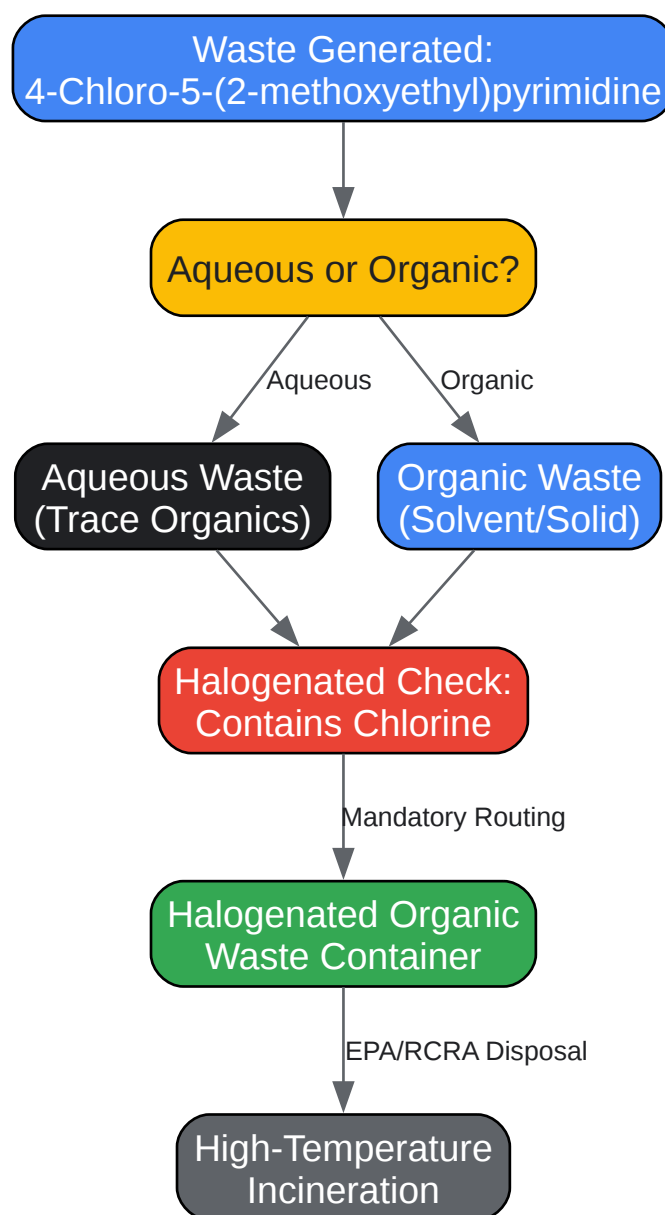 Waste Generated:
4-Chloro-5-(2-methoxyethyl)pyrimidine
Aqueous or Organic?
Aqueous
Organic
Aqueous Waste
(Trace Organics)
Organic Waste
(Solvent/Solid)
Halogenated Check:
Contains Chlorine
Mandatory Routing
Halogenated Organic
Waste Container
EPA/RCRA Disposal
High-Temperature
Incineration